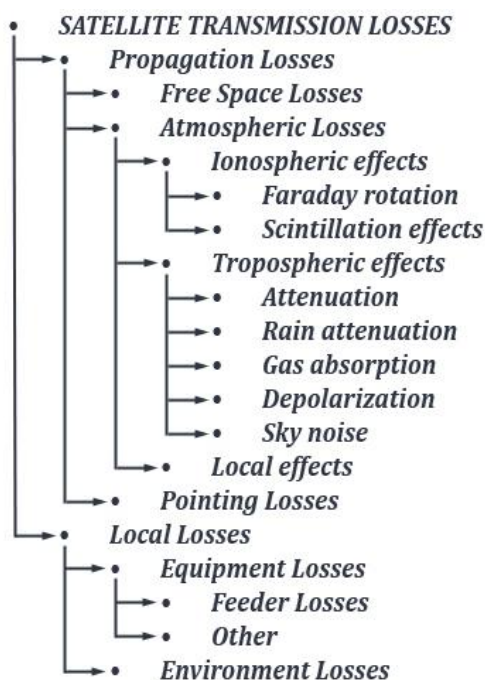 SATELLITE TRANSMISSION LOSSES
Propagation Losses
Free Space Losses
Atmospheric Losses
Ionospheric effects
Faraday rotation
Scintillation effects
Tropospheric effects
Attenuation
Rain attenuation
Gas absorption
Depolarization
Sky noise
Local effects
Pointing Losses
Local Losses
Equipment Losses
Feeder Losses
Other
Environment Losses